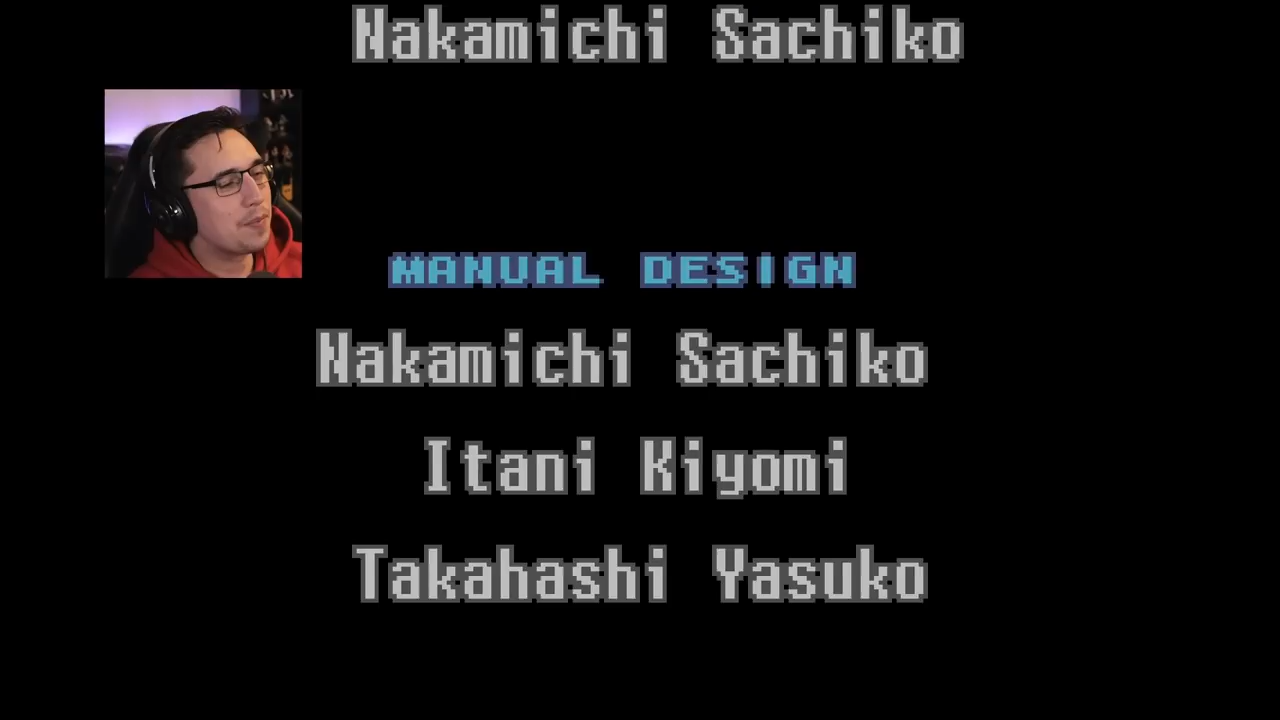 Nakamichi Sachiko
MANUAL DESIGN
Nakamichi Sachiko
Itani Kiyomi
Takahashi Yasuko